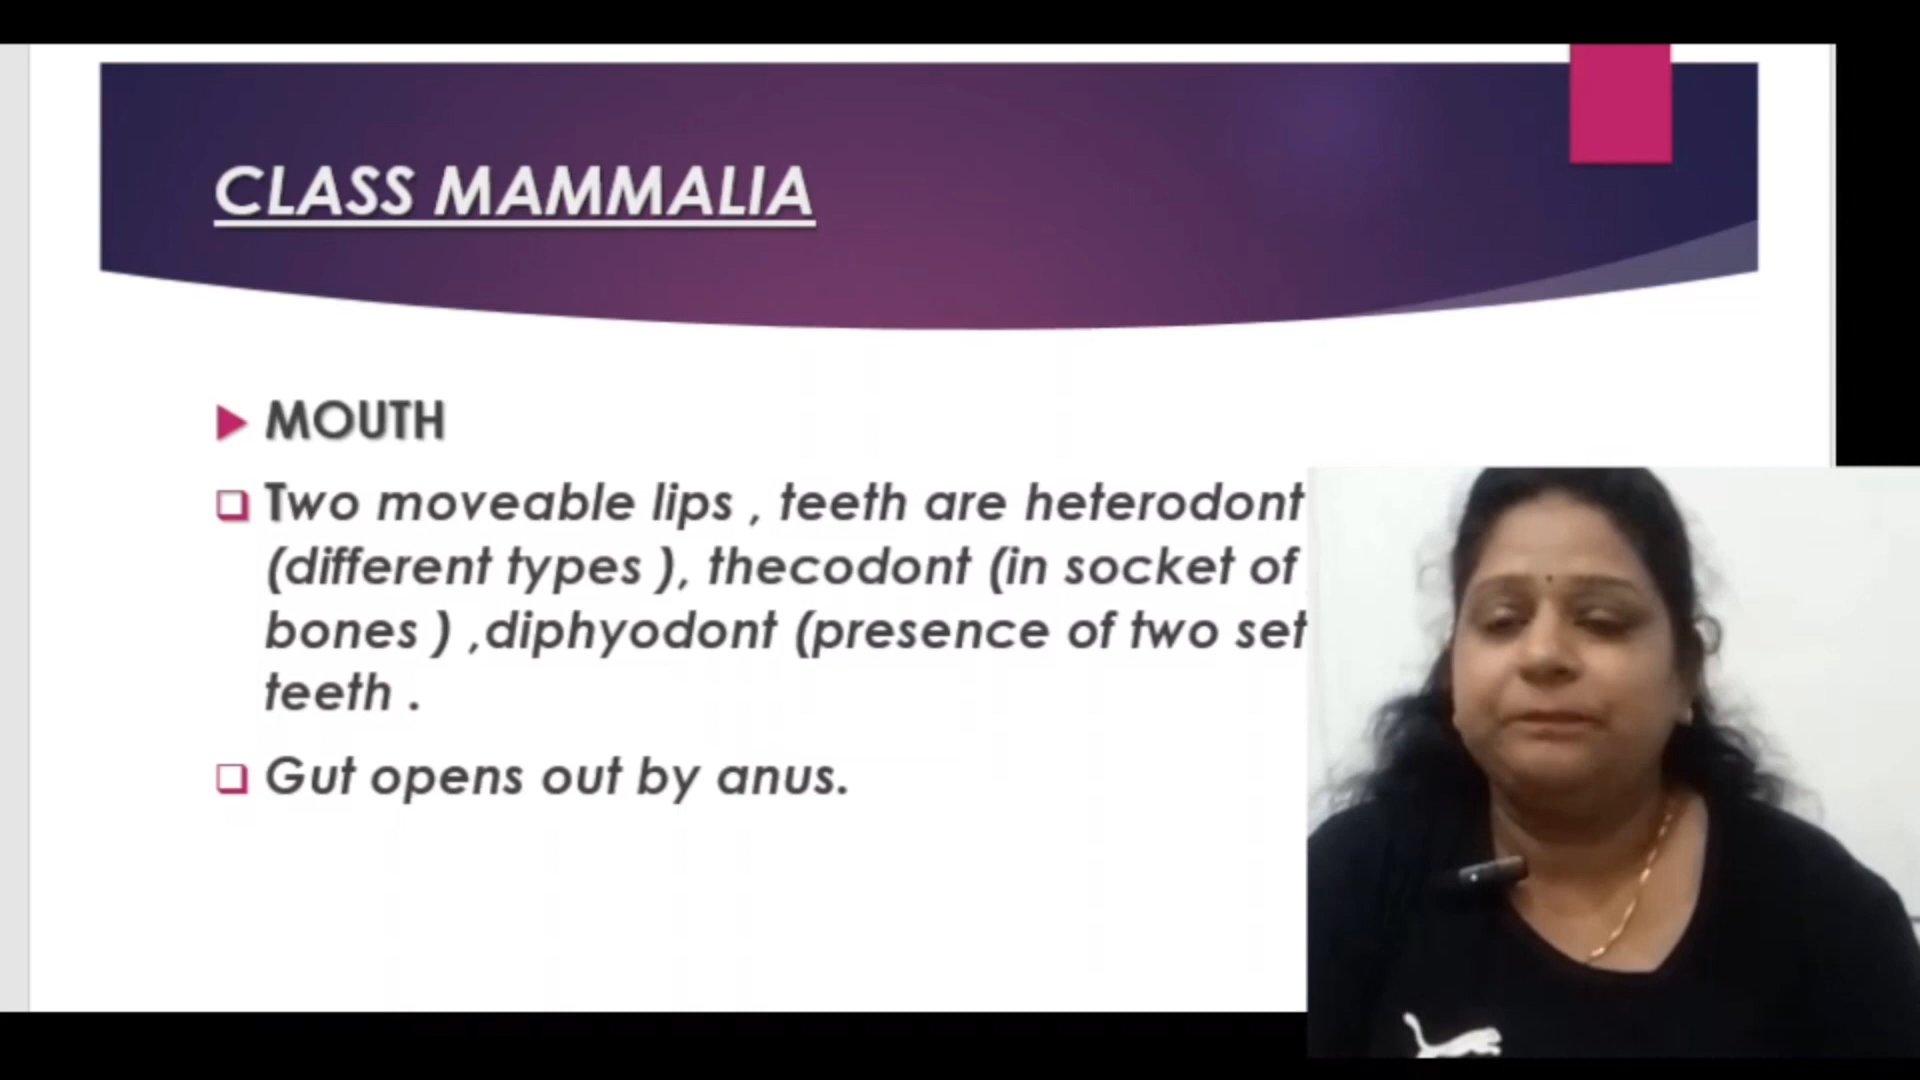 CLASS MAMMALIA
MOUTH
Two moveable lips , teeth are heterodont
(different types ), thecodont (in socket of
bones ) ,diphyodont (presence of two set
teeth .
Gut opens out by anus.